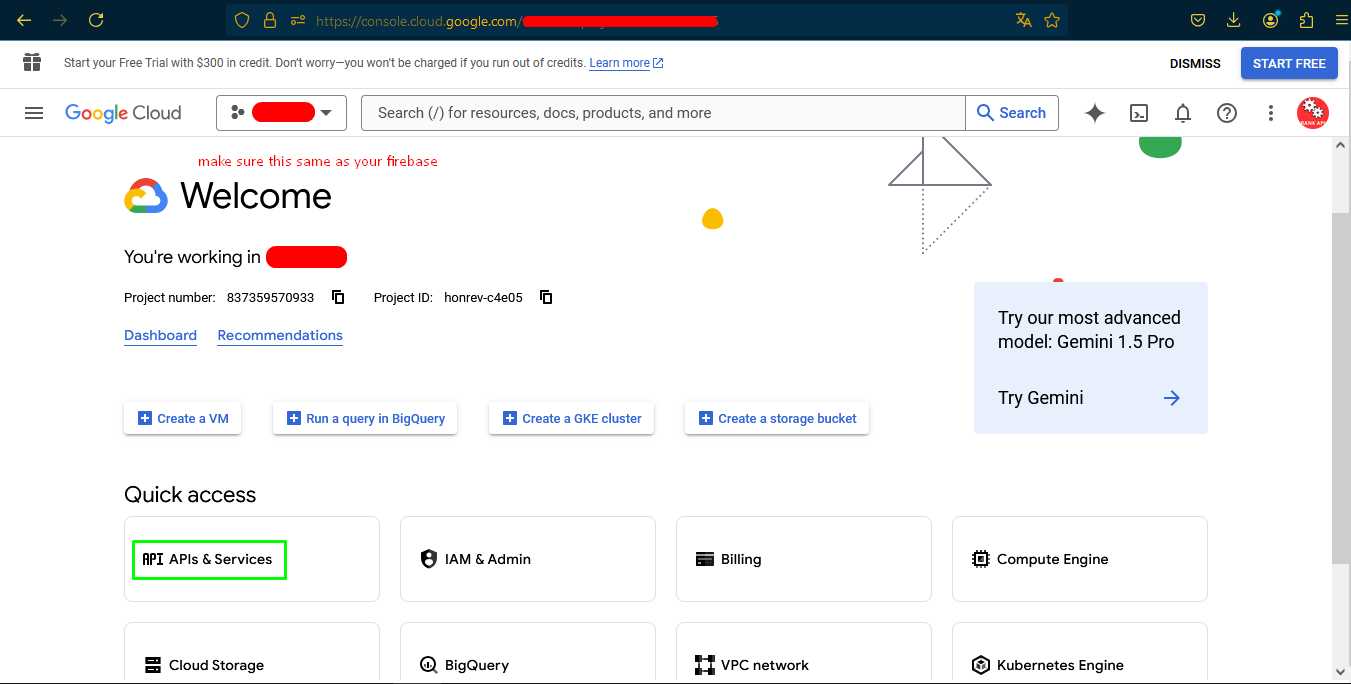 https://console.cloud.google.com/
Start your Free Trial with $300 in credit. Don't worry—you won't be charged if you run out of credits. Learn more
DISMISS
START FREE
Google Cloud
Search (/) for resources, docs, products, and more
Search
RANK API
make sure this same as your firebase
Welcome
You're working in
Project number: 837359570933 Project ID: honrev-c4e05
Dashboard Recommendations
Try our most advanced
model: Gemini 1.5 Pro
Try Gemini
Create a VM
Run a query in BigQuery
Create a GKE cluster
Create a storage bucket
Quick access
API APIs & Services
IAM & Admin
Billing
Compute Engine
Cloud Storage
BigQuery
VPC network
Kubernetes Engine